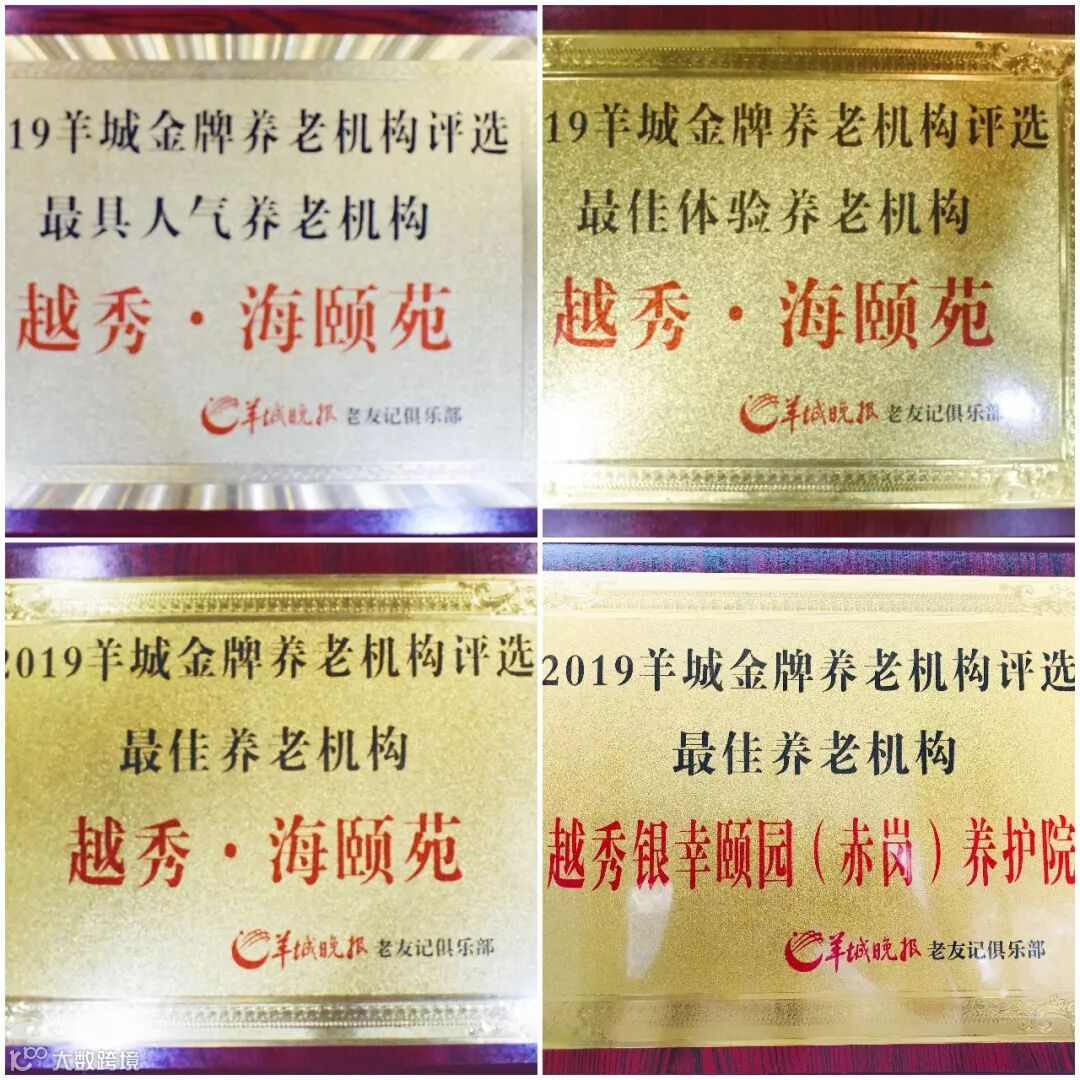 19羊城金牌养老机构评选
最具人气养老机构
越秀·海颐苑
羊城晚报 老友记俱乐部
19羊城金牌养老机构评选
最佳体验养老机构
越秀·海颐苑
羊城晚报 老友记俱乐部
2019羊城金牌养老机构评选
最佳养老机构
越秀·海颐苑
羊城晚报 老友记俱乐部
2019羊城金牌养老机构评选
最佳养老机构
越秀银幸颐园（赤岗）养护院
羊城晚报 老友记俱乐部
大数跨境